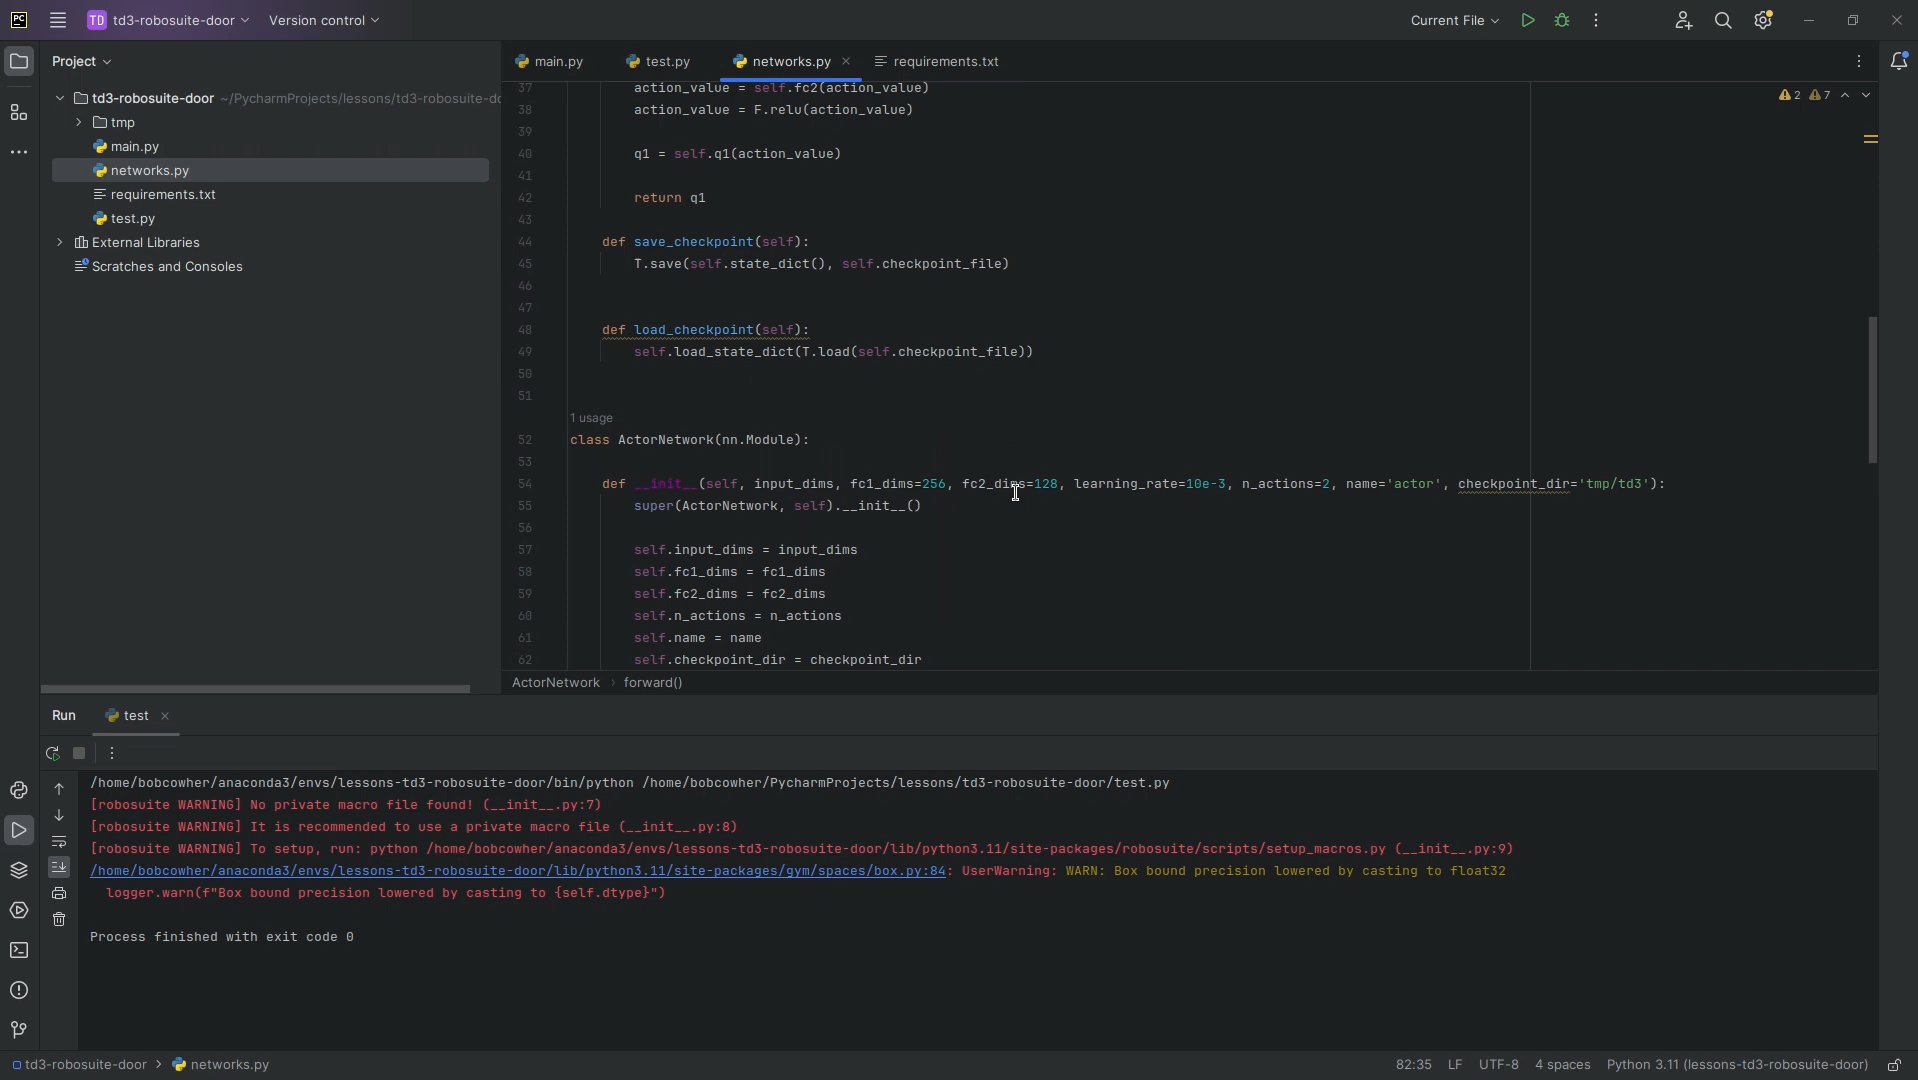 PC
TD td3-robosuite-door
Version control
Current File
Project
td3-robosuite-door ~/PycharmProjects/lessons/td3-robosuite-do
tmp
main.py
networks.py
requirements.txt
test.py
External Libraries
Scratches and Consoles
main.py
test.py
networks.py
requirements.txt
2 7
37 action_value = self.fc2(action_value)
38 action_value = F.relu(action_value)
39
40 q1 = self.q1(action_value)
41
42 return q1
43
44 def save_checkpoint(self):
45 T.save(self.state_dict(), self.checkpoint_file)
46
47
48 def load_checkpoint(self):
49 self.load_state_dict(T.load(self.checkpoint_file))
50
51
1 usage
52 class ActorNetwork(nn.Module):
53
54 def __init__(self, input_dims, fc1_dims=256, fc2_dims=128, learning_rate=10e-3, n_actions=2, name='actor', checkpoint_dir='tmp/td3'):
55 super(ActorNetwork, self).__init__()
56
57 self.input_dims = input_dims
58 self.fc1_dims = fc1_dims
59 self.fc2_dims = fc2_dims
60 self.n_actions = n_actions
61 self.name = name
62 self.checkpoint_dir = checkpoint_dir
ActorNetwork › forward()
Run
test
/home/bobcowher/anaconda3/envs/lessons-td3-robosuite-door/bin/python /home/bobcowher/PycharmProjects/lessons/td3-robosuite-door/test.py
[robosuite WARNING] No private macro file found! (__init__.py:7)
[robosuite WARNING] It is recommended to use a private macro file (__init__.py:8)
[robosuite WARNING] To setup, run: python /home/bobcowher/anaconda3/envs/lessons-td3-robosuite-door/lib/python3.11/site-packages/robosuite/scripts/setup_macros.py (__init__.py:9)
/home/bobcowher/anaconda3/envs/lessons-td3-robosuite-door/lib/python3.11/site-packages/gym/spaces/box.py:84: UserWarning: WARN: Box bound precision lowered by casting to float32
logger.warn(f"Box bound precision lowered by casting to {self.dtype}")
Process finished with exit code 0
td3-robosuite-door › networks.py
82:35 LF UTF-8 4 spaces Python 3.11 (lessons-td3-robosuite-door)